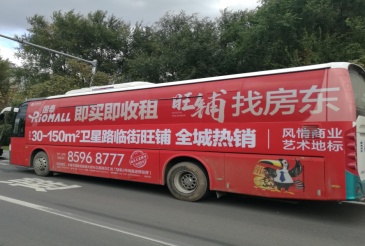 国泰
RIOMALL
即买即收租 旺铺找房东
30-150m²卫星路临街旺铺 全城热销
风情商业
艺术地标
8596 8777